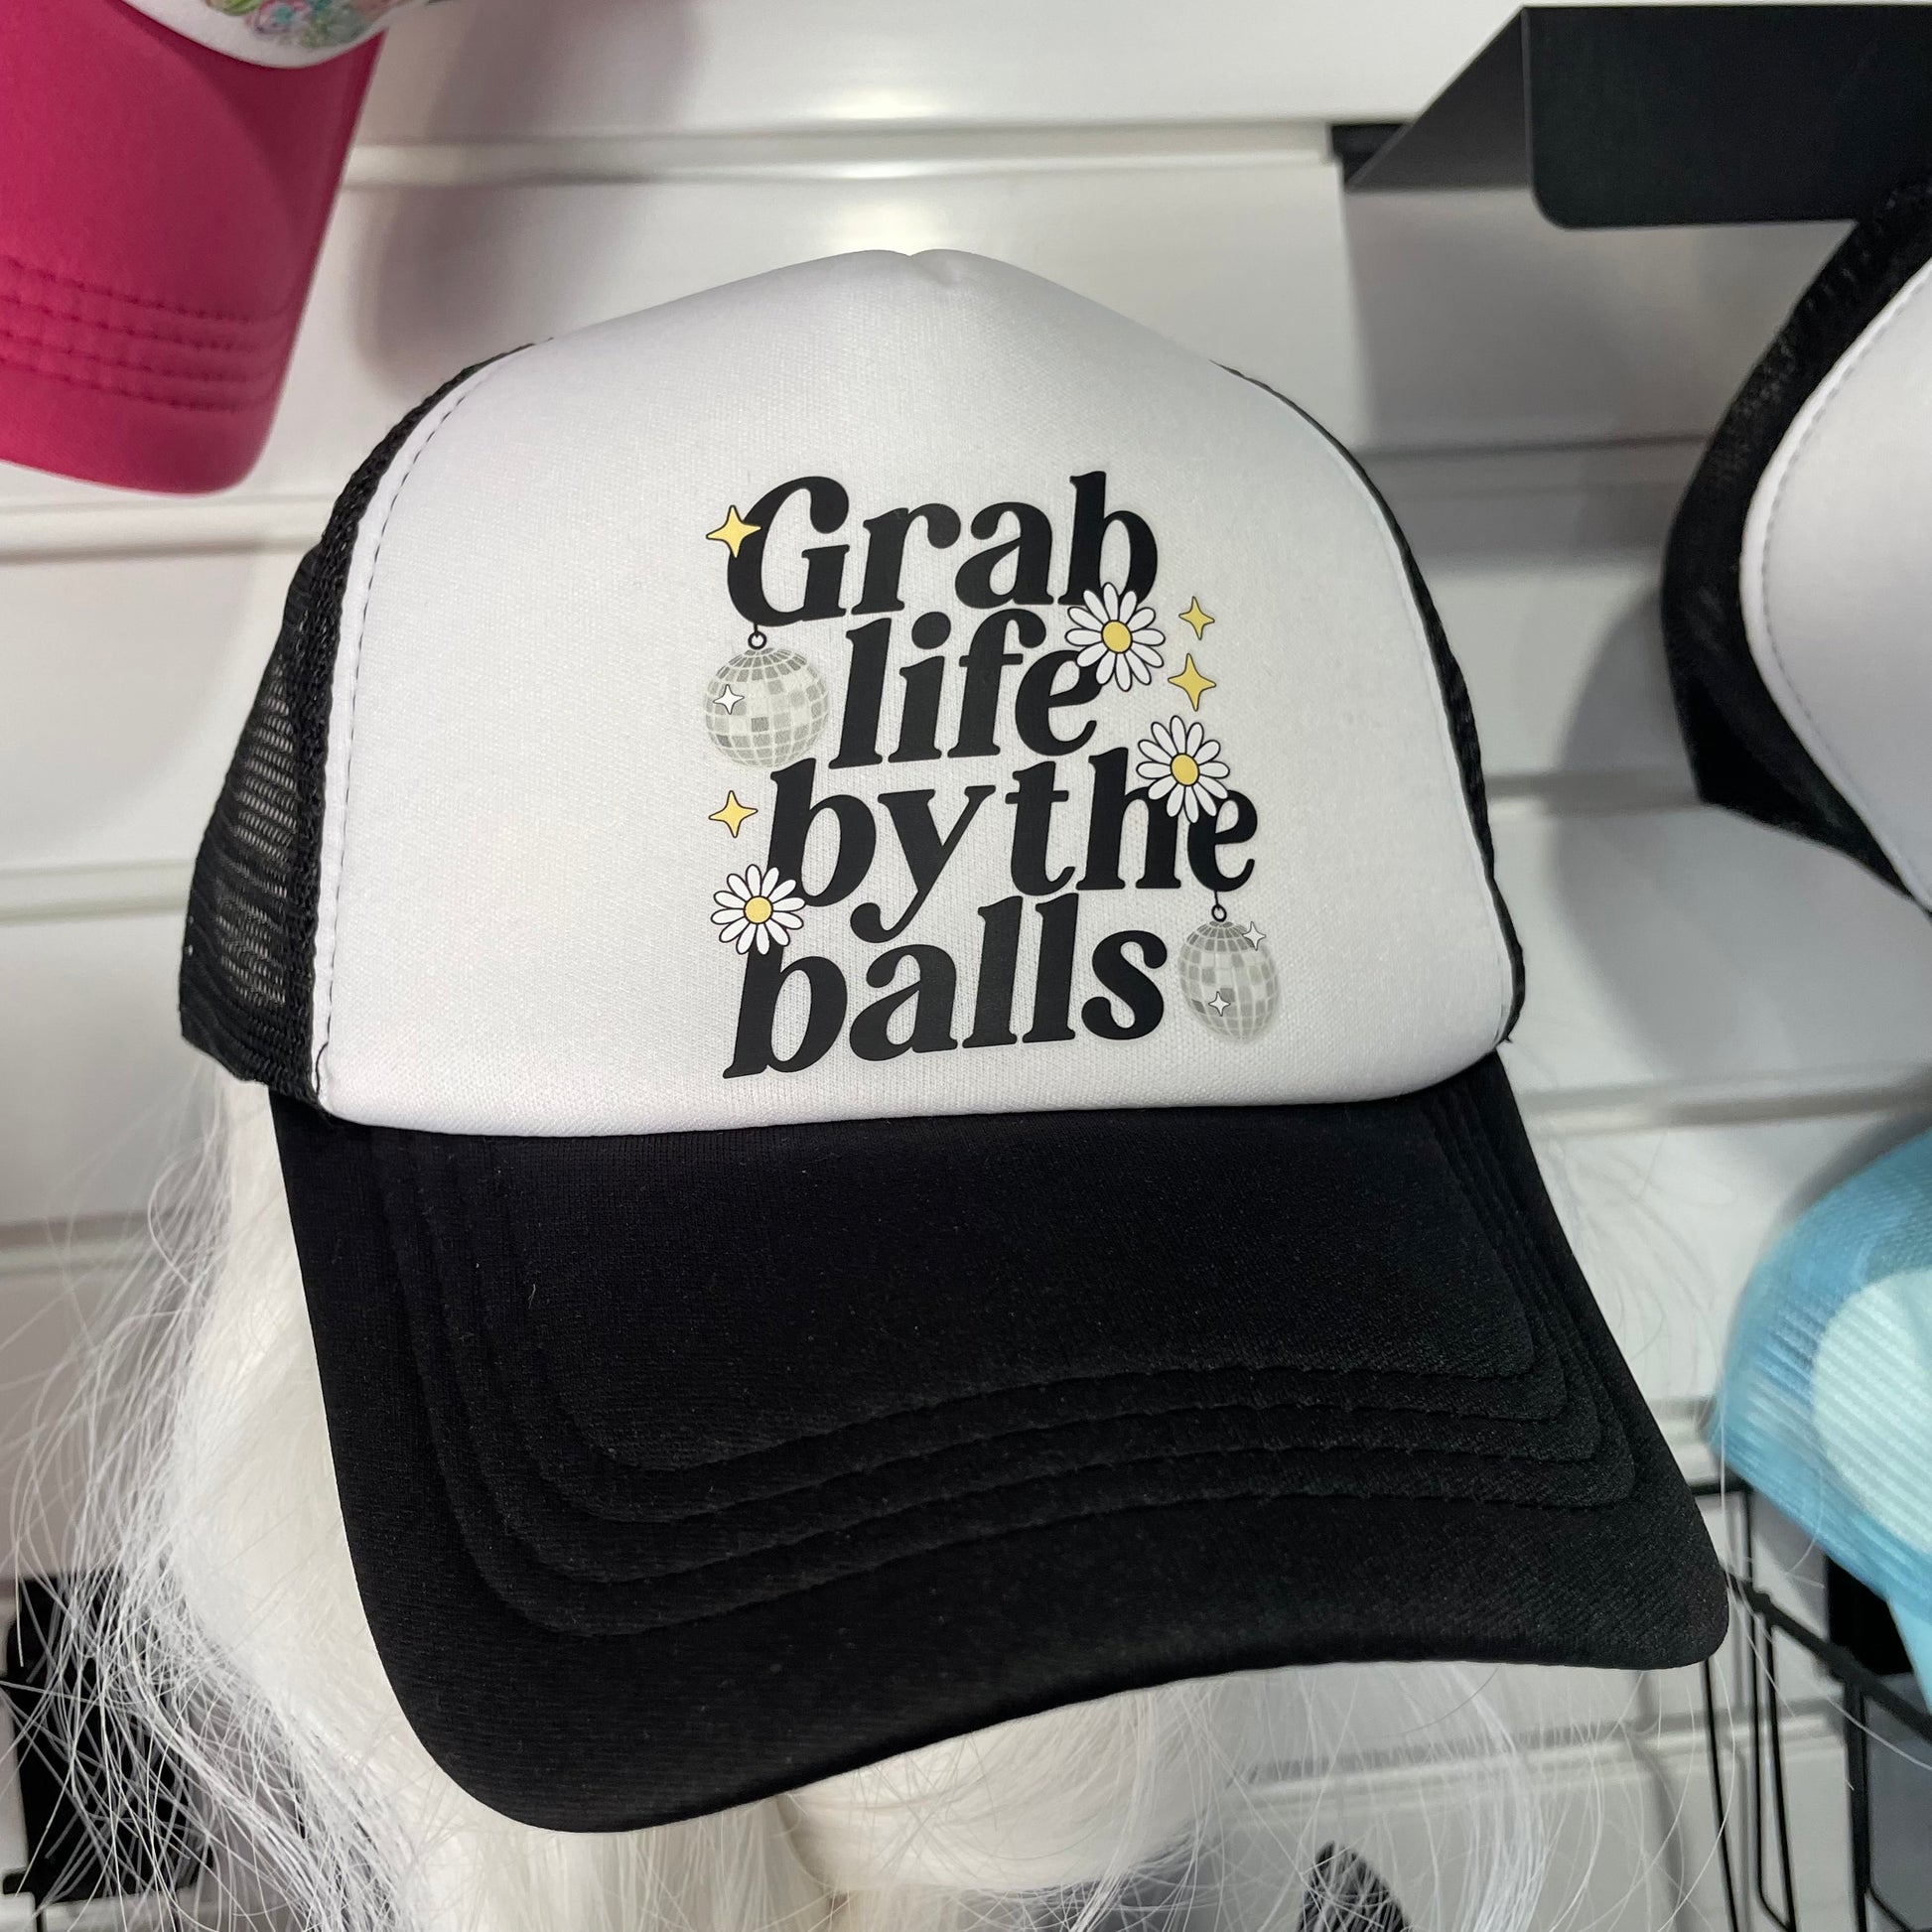 Grab
life
by the
balls